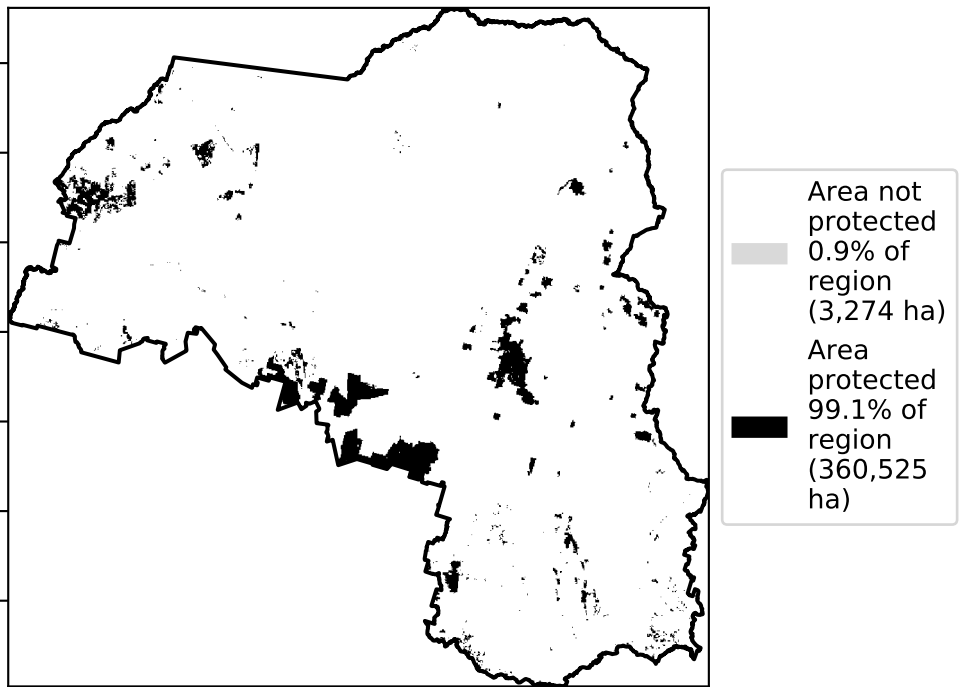 Area not
protected
0.9% of
region
(3,274 ha)
Area
protected
99.1% of
region
(360,525
ha)